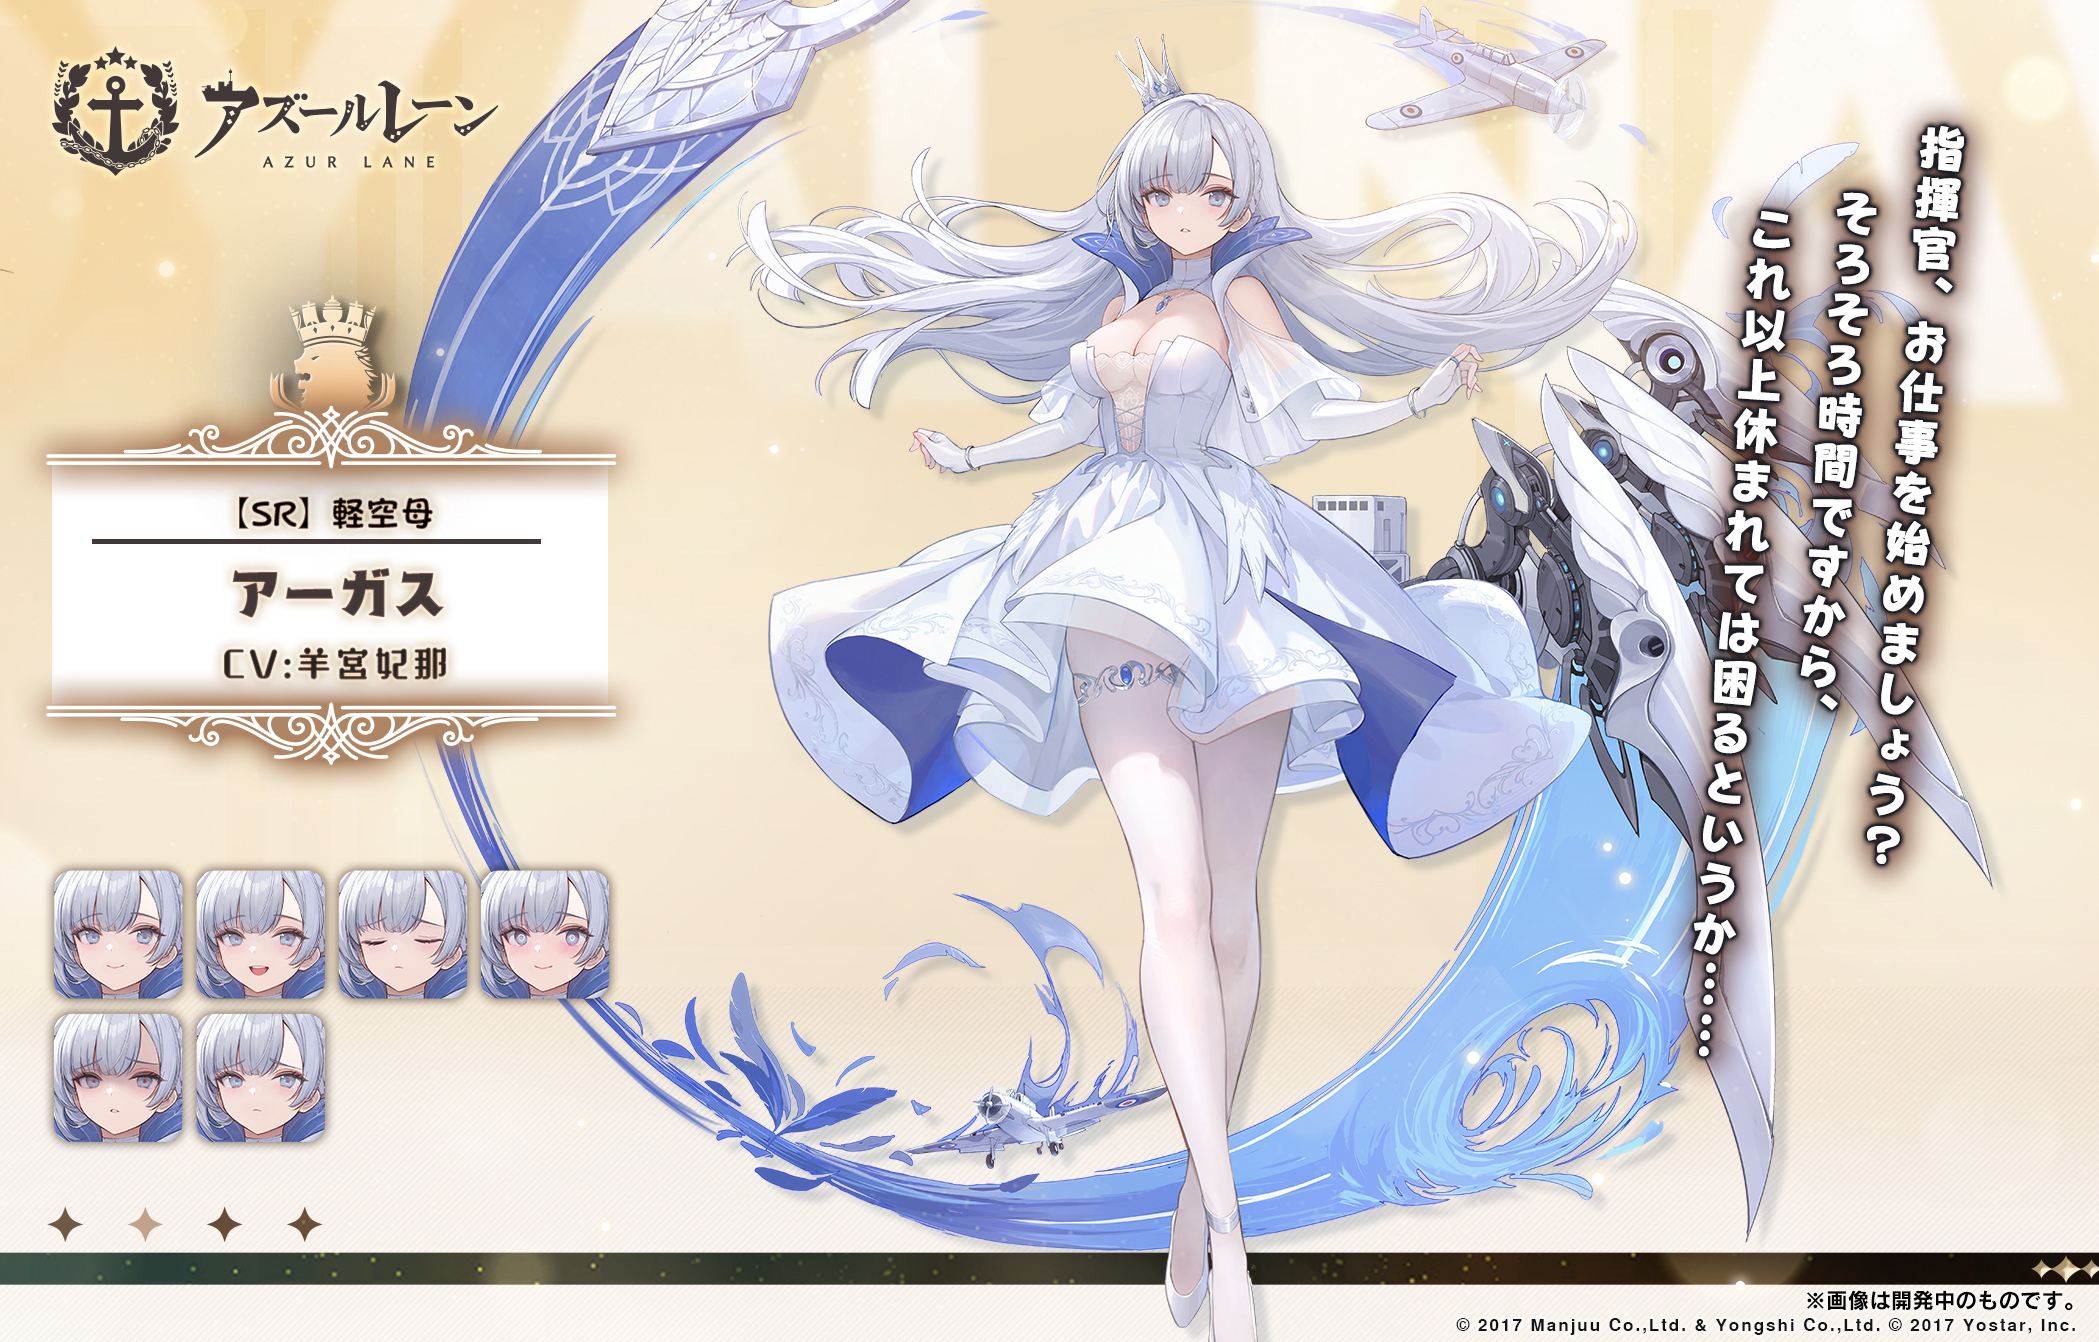 アズールレーン
AZUR LANE
【SR】軽空母
アーガス
CV:羊宮妃那
指揮官、お仕事を始めましょう?
そろそろ時間ですから、
これ以上休まれては困るというか……
※画像は開発中のものです。
© 2017 Manjuu Co.,Ltd. & Yongshi Co.,Ltd. © 2017 Yostar, Inc.